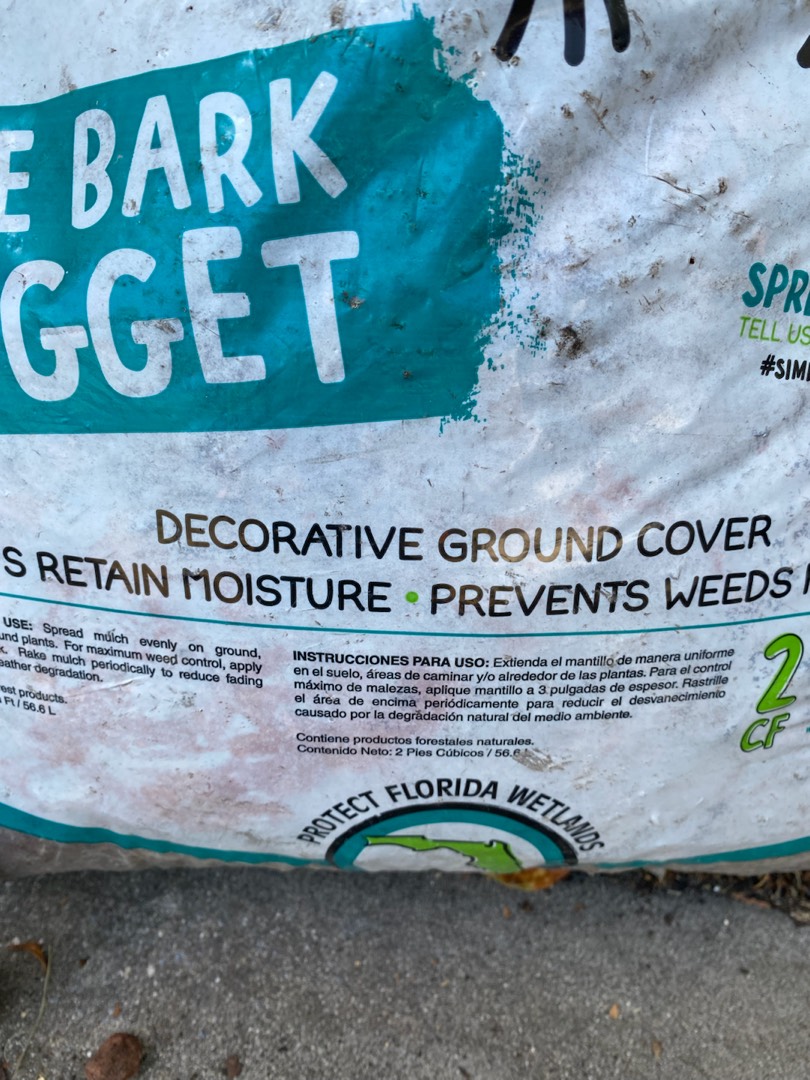 E BARK
GGET
SPR
TELL US
#SIM
DECORATIVE GROUND COVER
S RETAIN MOISTURE • PREVENTS WEEDS
USE: Spread mulch evenly on ground,
und plants. For maximum weed control, apply
k. Rake mulch periodically to reduce fading
eather degradation.
est products.
Ft / 56.6 L
INSTRUCCIONES PARA USO: Extienda el mantillo de manera uniforme
en el suelo, áreas de caminar y/o alrededor de las plantas. Para el control
máximo de malezas, aplique mantillo a 3 pulgadas de espesor. Rastrille
el área de encima periódicamente para reducir el desvanecimiento
causado por la degradación natural del medio ambiente.
Contiene productos forestales naturales.
Contenido Neto: 2 Pies Cúbicos / 56.6
2
CF
PROTECT FLORIDA WETLANDS